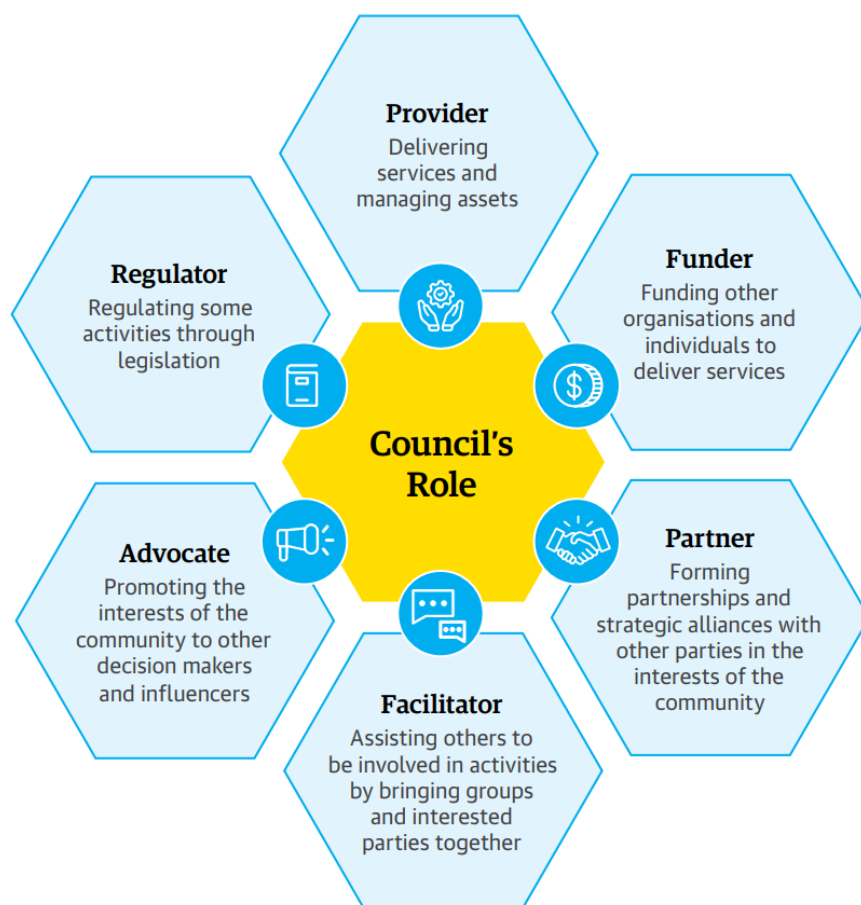 Provider
Delivering
services and
managing assets
Regulator
Regulating some
activities through
legislation
Funder
Funding other
organisations and
individuals to
deliver services
$
Council's
Role
Advocate
Promoting the
interests of the
community to other
decision makers
and influencers
Partner
Forming
partnerships and
strategic alliances with
other parties in the
interests of the
community
Facilitator
Assisting others to
be involved in activities
by bringing groups
and interested
parties together